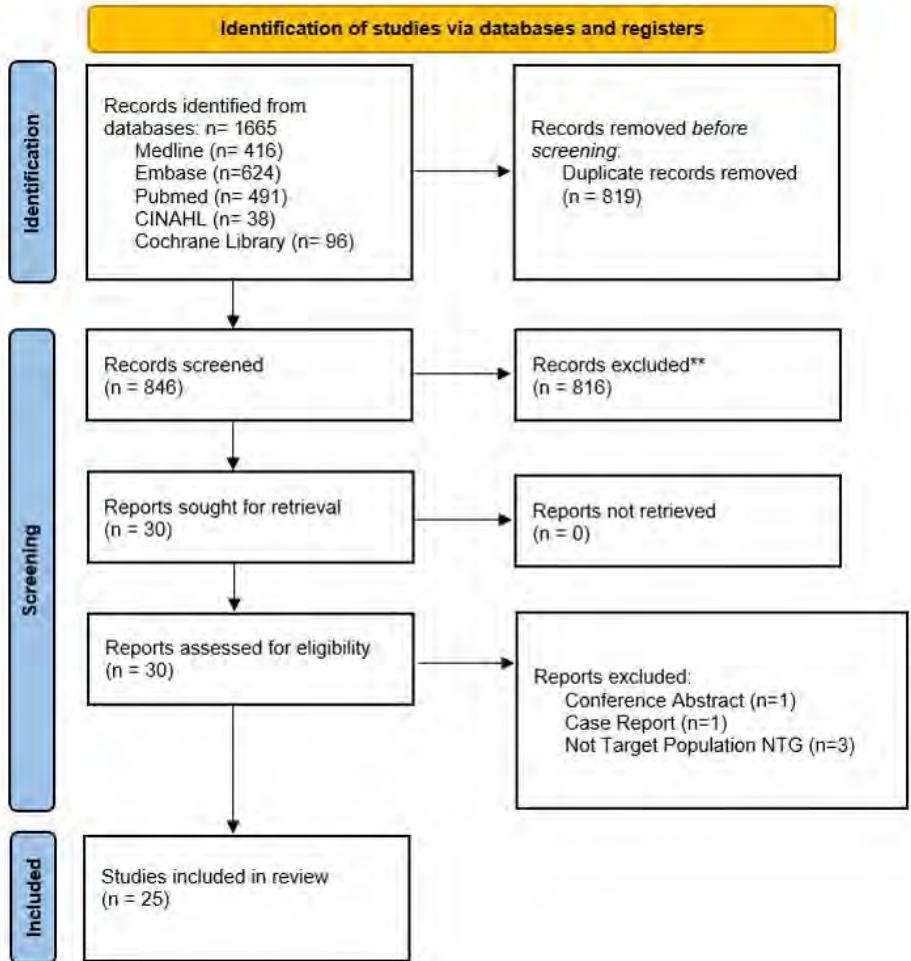 Identification of studies via databases and registers
Identification
Records identified from
databases: n= 1665
Medline (n= 416)
Embase (n=624)
Pubmed (n= 491)
CINAHL (n= 38)
Cochrane Library (n= 96)
Records removed before
screening:
Duplicate records removed
(n = 819)
Screening
Records screened
(n = 846)
Records excluded**
(n = 816)
Reports sought for retrieval
(n = 30)
Reports not retrieved
(n = 0)
Reports assessed for eligibility
(n = 30)
Reports excluded:
Conference Abstract (n=1)
Case Report (n=1)
Not Target Population NTG (n=3)
Included
Studies included in review
(n = 25)